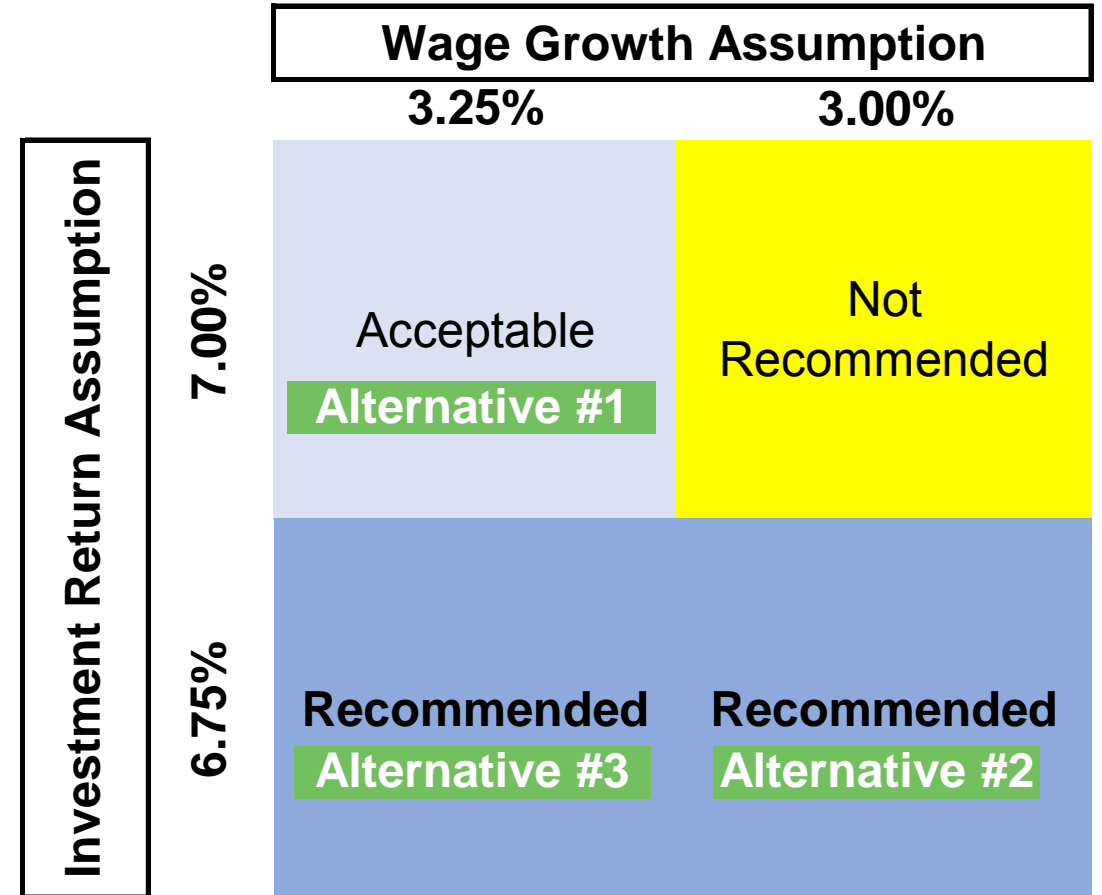 Wage Growth Assumption
3.25%
3.00%
Investment Return Assumption
7.00%
Acceptable
Alternative #1
Not
Recommended
6.75%
Recommended
Alternative #3
Recommended
Alternative #2